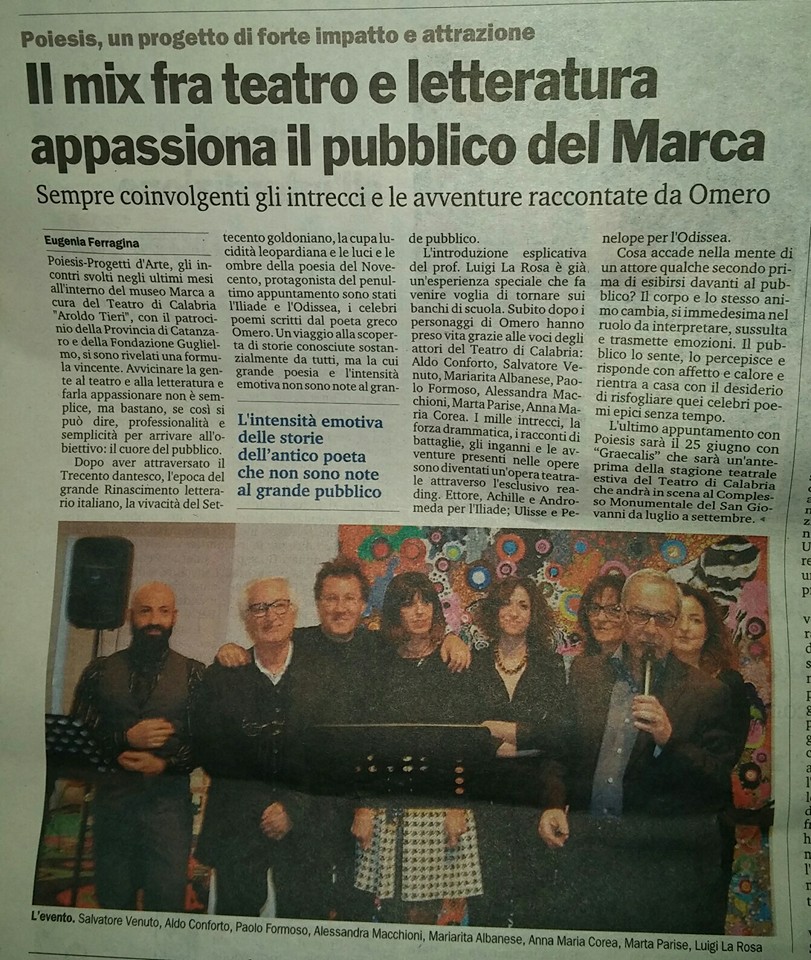 Poiesis, un progetto di forte impatto e attrazione
Il mix fra teatro e letteratura
appassiona il pubblico del Marca
Sempre coinvolgenti gli intrecci e le avventure raccontate da Omero
Eugenia Ferragina
Poiesis-Progetti d'Arte, gli in-
contri svolti negli ultimi mesi
all'interno del museo Marca a
cura del Teatro di Calabria
"Aroldo Tieri", con il patroci-
nio della Provincia di Catanza-
ro e della Fondazione Gugliel-
mo, si sono rivelati una formu-
la vincente. Avvicinare la gen-
te al teatro e alla letteratura e
farla appassionare non è sem-
plice, ma bastano, se così si
può dire, professionalità e
semplicità per arrivare all'o-
biettivo: il cuore del pubblico.
Dopo aver attraversato il
Trecento dantesco, l'epoca del
grande Rinascimento lettera-
rio italiano, la vivacità del Set-
tecento goldoniano, la cupa lu-
cidità leopardiana e le luci e le
ombre della poesia del Nove-
cento, protagonista del penul-
timo appuntamento sono stati
l'Iliade e l'Odissea, i celebri
poemi scritti dal poeta greco
Omero. Un viaggio alla scoper-
ta di storie conosciute sostan-
zialmente da tutti, ma la cui
grande poesia e l'intensità
emotiva non sono note al gran-
L'intensità emotiva
delle storie
dell'antico poeta
che non sono note
al grande pubblico
de pubblico.
L'introduzione esplicativa
del prof. Luigi La Rosa è già
un'esperienza speciale che fa
venire voglia di tornare sui
banchi di scuola. Subito dopo i
personaggi di Omero hanno
preso vita grazie alle voci degli
attori del Teatro di Calabria:
Aldo Conforto, Salvatore Ve-
nuto, Mariarita Albanese, Pao-
lo Formoso, Alessandra Mac-
chioni, Marta Parise, Anna Ma-
ria Corea. I mille intrecci, la
forza drammatica, i racconti di
battaglie, gli inganni e le av-
venture presenti nelle opere
sono diventati un'opera teatra-
le attraverso l'esclusivo rea-
ding. Ettore, Achille e Andro-
meda per l'Iliade; Ulisse e Pe-
nelope per l'Odissea.
Cosa accade nella mente di
un attore qualche secondo pri-
ma di esibirsi davanti al pub-
blico? Il corpo e lo stesso ani-
mo cambia, si immedesima nel
ruolo da interpretare, sussulta
e trasmette emozioni. Il pub-
blico lo sente, lo percepisce e
risponde con affetto e calore e
rientra a casa con il desiderio
di risfogliare quei celebri poe-
mi epici senza tempo.
L'ultimo appuntamento con
Poiesis sarà il 25 giugno con
"Graecalis" che sarà un'ante-
prima della stagione teatrale
estiva del Teatro di Calabria
che andrà in scena al Comples-
so Monumentale del San Gio-
vanni da luglio a settembre.
L'evento. Salvatore Venuto, Aldo Conforto, Paolo Formoso, Alessandra Macchioni, Mariarita Albanese, Anna Maria Corea, Marta Parise, Luigi La Rosa